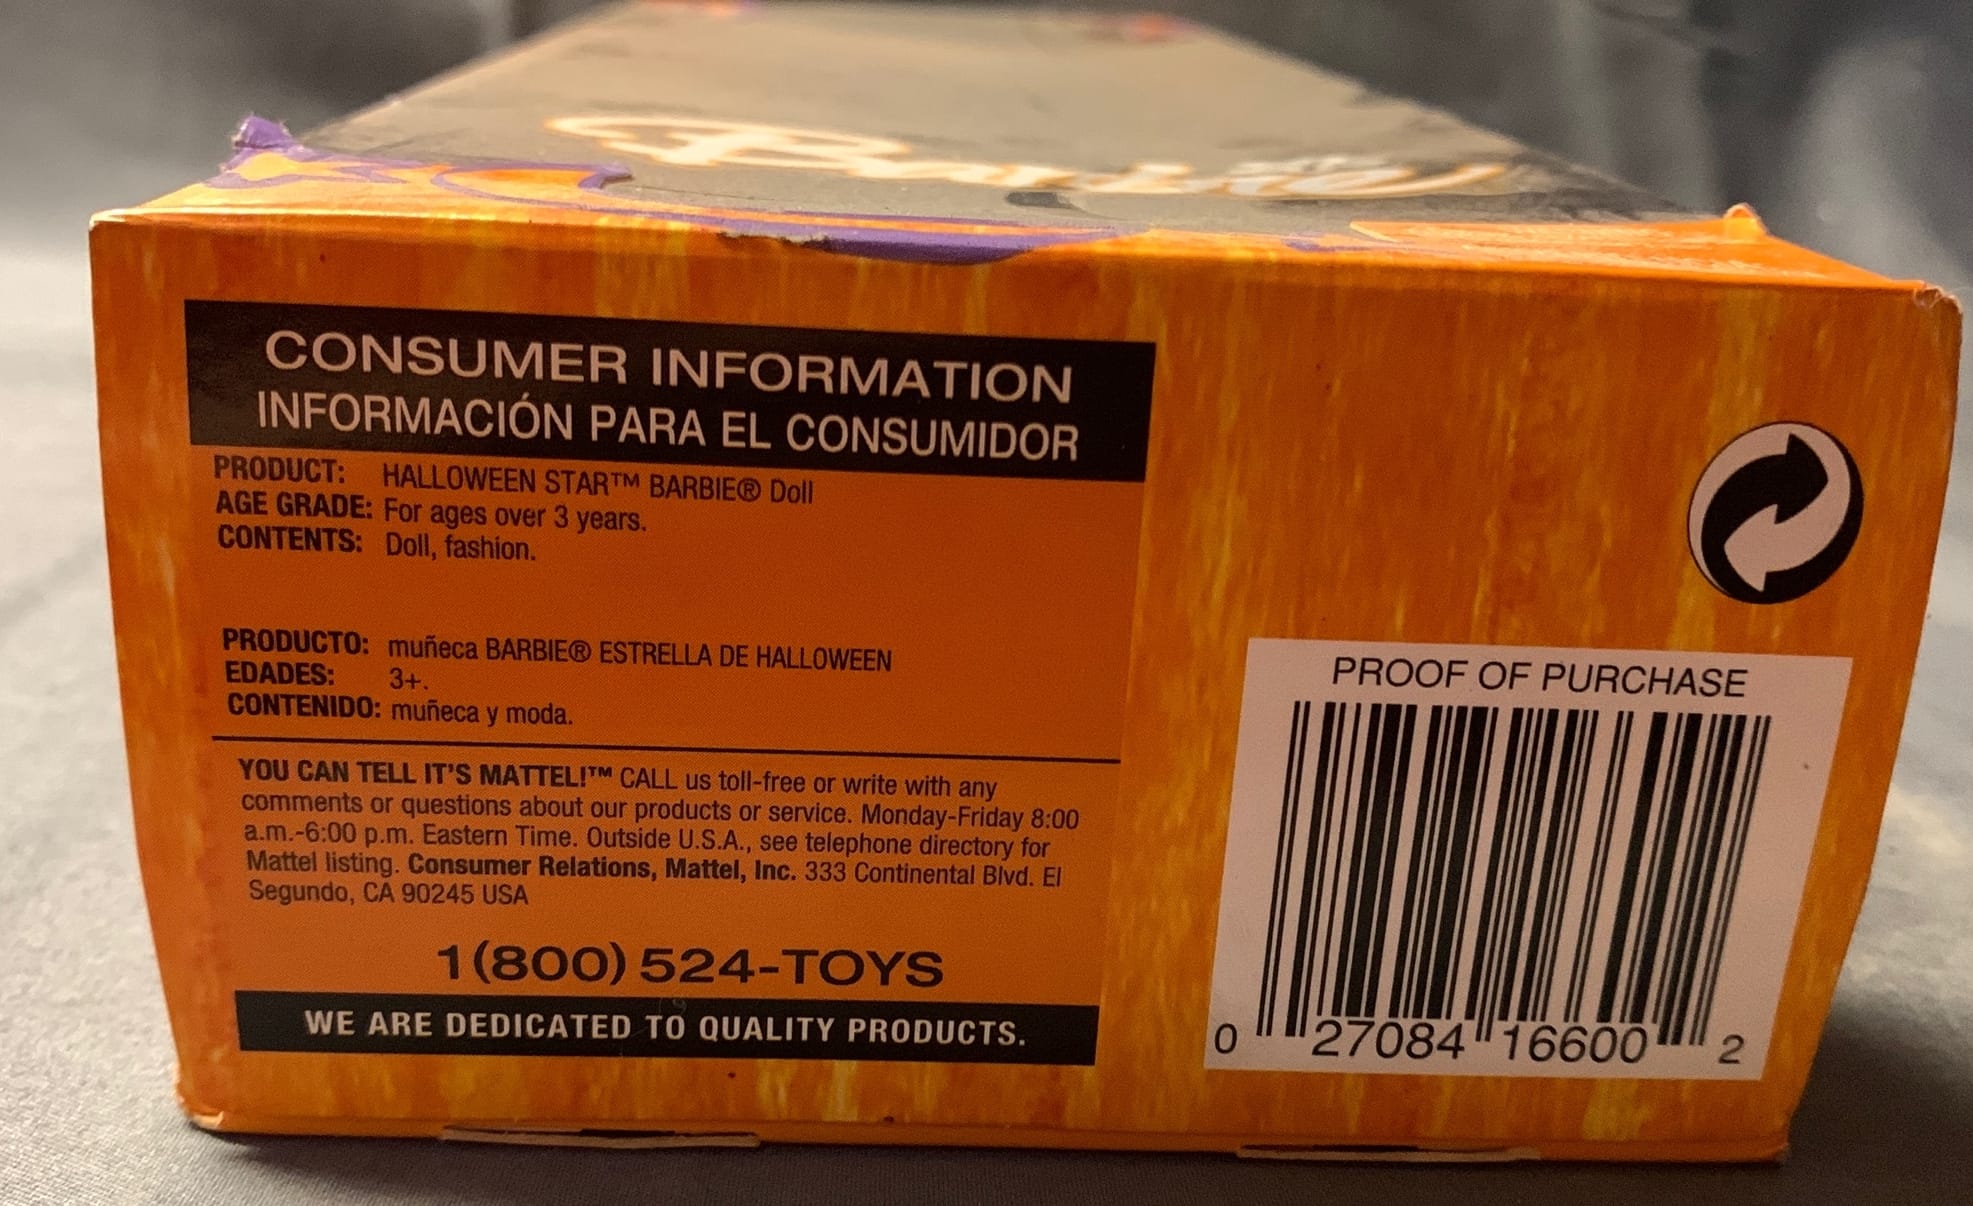 Barbie
CONSUMER INFORMATION
INFORMACIÓN PARA EL CONSUMIDOR
PRODUCT: HALLOWEEN STAR™ BARBIE® Doll
AGE GRADE: For ages over 3 years.
CONTENTS: Doll, fashion.
PRODUCTO: muñeca BARBIE® ESTRELLA DE HALLOWEEN
EDADES: 3+.
CONTENIDO: muñeca y moda.
YOU CAN TELL IT'S MATTEL!™ CALL us toll-free or write with any
comments or questions about our products or service. Monday-Friday 8:00
a.m.-6:00 p.m. Eastern Time. Outside U.S.A., see telephone directory for
Mattel listing. Consumer Relations, Mattel, Inc. 333 Continental Blvd. El
Segundo, CA 90245 USA
1(800) 524-TOYS
WE ARE DEDICATED TO QUALITY PRODUCTS.
PROOF OF PURCHASE
0 27084 16600 2